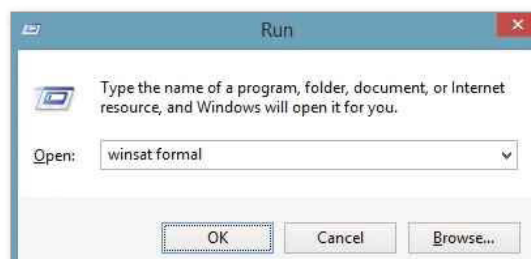 Run
Type the name of a program, folder, document, or Internet
resource, and Windows will open it for you.
Open: winsat formal
OK Cancel Browse...